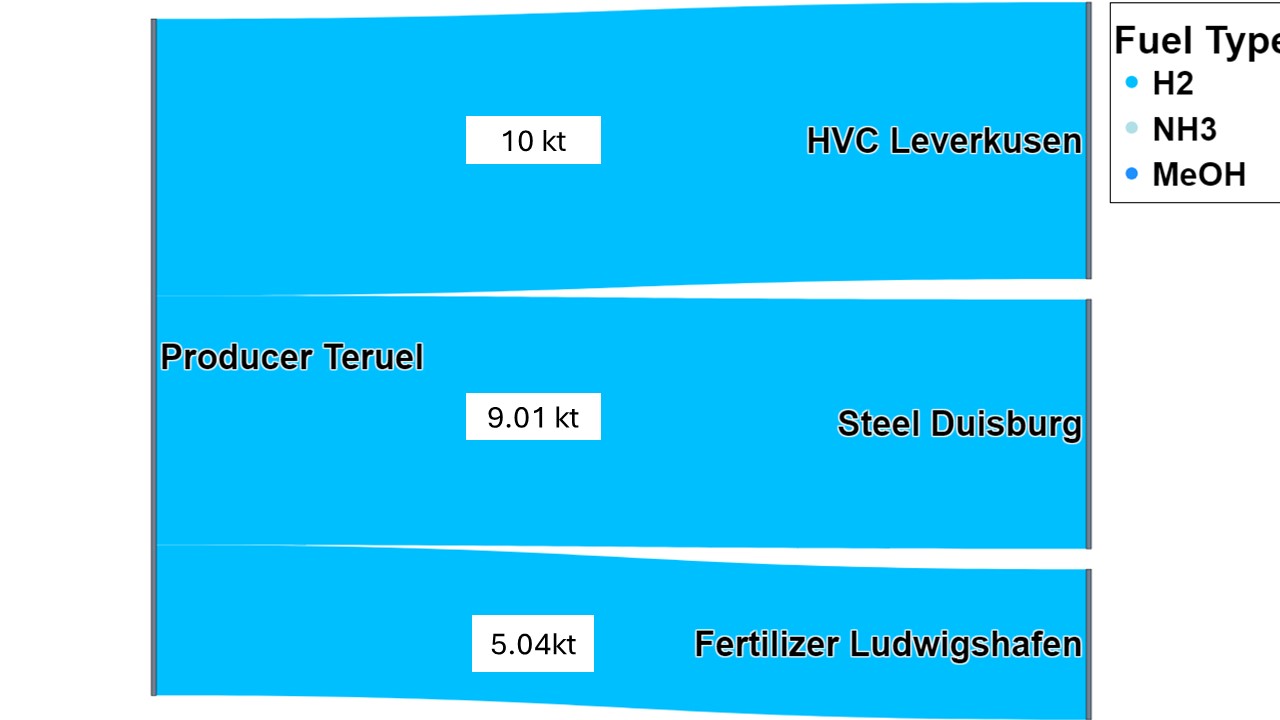 Fuel Type
H2
NH3
MeOH
10 kt
HVC Leverkusen
Producer Teruel
9.01 kt
Steel Duisburg
5.04kt
Fertilizer Ludwigshafen